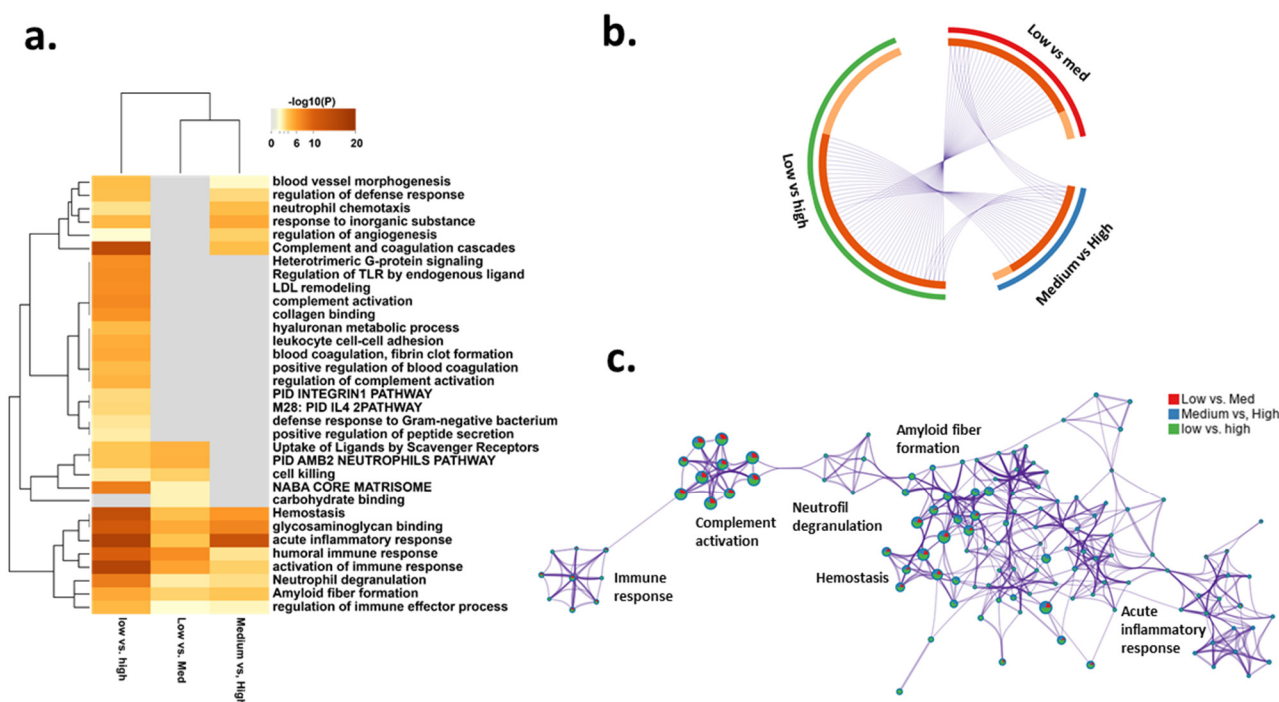 a.
-log10(P)
0 6 10 20
blood vessel morphogenesis
regulation of defense response
neutrophil chemotaxis
response to inorganic substance
regulation of angiogenesis
Complement and coagulation cascades
Heterotrimeric G-protein signaling
Regulation of TLR by endogenous ligand
LDL remodeling
complement activation
collagen binding
hyaluronan metabolic process
leukocyte cell-cell adhesion
blood coagulation, fibrin clot formation
positive regulation of blood coagulation
regulation of complement activation
PID INTEGRIN1 PATHWAY
M28: PID IL4 2PATHWAY
defense response to Gram-negative bacterium
positive regulation of peptide secretion
Uptake of Ligands by Scavenger Receptors
PID AMB2 NEUTROPHILS PATHWAY
cell killing
NABA CORE MATRISOME
carbohydrate binding
Hemostasis
glycosaminoglycan binding
acute inflammatory response
humoral immune response
activation of immune response
Neutrophil degranulation
Amyloid fiber formation
regulation of immune effector process
low vs. high
Low vs. Med
Medium vs, High
b.
Low vs med
Low vs high
Medium vs High
c.
Low vs. Med
Medium vs, High
low vs. high
Amyloid fiber
formation
Complement
activation
Neutrofil
degranulation
Immune
response
Hemostasis
Acute
inflammatory
response